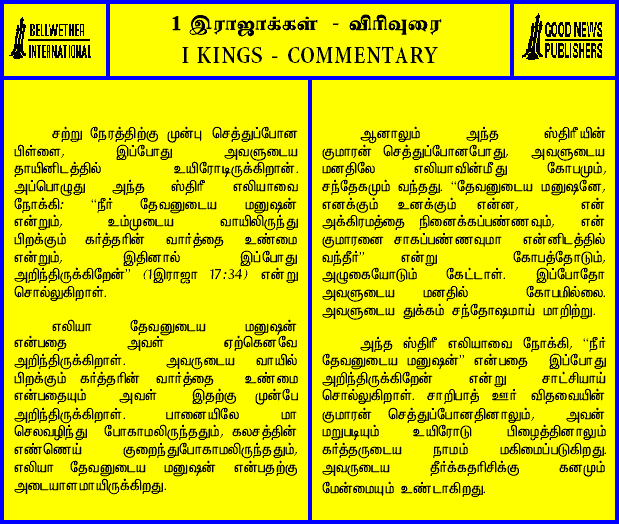 BELLWETHER
INTERNATIONAL
1 இராஜாக்கள் - விரிவுரை
I KINGS - COMMENTARY
GOOD NEWS
PUBLISHERS
சற்று நேரத்திற்கு முன்பு செத்துப்போன
பிள்ளை, இப்போது அவளுடைய
தாயினிடத்தில் உயிரோடிருக்கிறான்.
அப்பொழுது அந்த ஸ்திரீ எலியாவை
நோக்கி: “நீர் தேவனுடைய மனுஷன்
என்றும், உம்முடைய வாயிலிருந்து
பிறக்கும் கர்த்தரின் வார்த்தை உண்மை
என்றும், இதினால் இப்போது
அறிந்திருக்கிறேன்” (1இராஜா 17:34) என்று
சொல்லுகிறாள்.
எலியா தேவனுடைய மனுஷன்
என்பதை அவள் ஏற்கெனவே
அறிந்திருக்கிறாள். அவருடைய வாயில்
பிறக்கும் கர்த்தரின் வார்த்தை உண்மை
என்பதையும் அவள் இதற்கு முன்பே
அறிந்திருக்கிறாள். பானையிலே மா
செலவழிந்து போகாமலிருந்ததும், கலசத்தின்
எண்ணெய் குறைந்துபோகாமலிருந்ததும்,
எலியா தேவனுடைய மனுஷன் என்பதற்கு
அடையாளமாயிருக்கிறது.
ஆனாலும் அந்த ஸ்திரீயின்
குமாரன் செத்துப்போனபோது, அவளுடைய
மனதிலே எலியாவின்மீது கோபமும்,
சந்தேகமும் வந்தது. “தேவனுடைய மனுஷனே,
எனக்கும் உனக்கும் என்ன, என்
அக்கிரமத்தை நினைக்கப்பண்ணவும், என்
குமாரனை சாகப்பண்ணவுமா என்னிடத்தில்
வந்தீர்” என்று கோபத்தோடும்,
அழுகையோடும் கேட்டாள். இப்போதோ
அவளுடைய மனதில் கோபமில்லை.
அவளுடைய துக்கம் சந்தோஷமாய் மாறிற்று.
அந்த ஸ்திரீ எலியாவை நோக்கி, “நீர்
தேவனுடைய மனுஷன்” என்பதை இப்போது
அறிந்திருக்கிறேன் என்று சாட்சியாய்
சொல்லுகிறாள். சாரிபாத் ஊர் விதவையின்
குமாரன் செத்துப்போனதினாலும், அவன்
மறுபடியும் உயிரோடு பிழைத்தினாலும்
கர்த்தருடைய நாமம் மகிமைப்படுகிறது.
அவருடைய தீர்க்கதரிசிக்கு கனமும்
மேன்மையும் உண்டாகிறது.